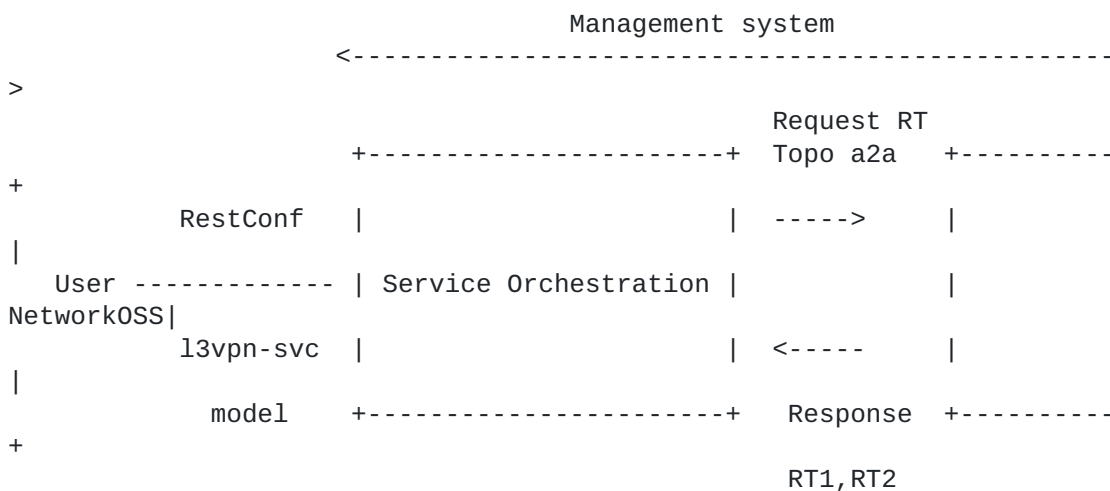 Management system
                   <-------------------------------------------------
>
                                               Request RT
                    +-----------------------+  Topo a2a   +----------
+
          RestConf  |                       |  ----->     |
|
  User ------------- | Service Orchestration |             |
NetworkOSS|
          l3vpn-svc |                       |  <-----     |
|
            model   +-----------------------+   Response  +----------
+
                                                RT1,RT2